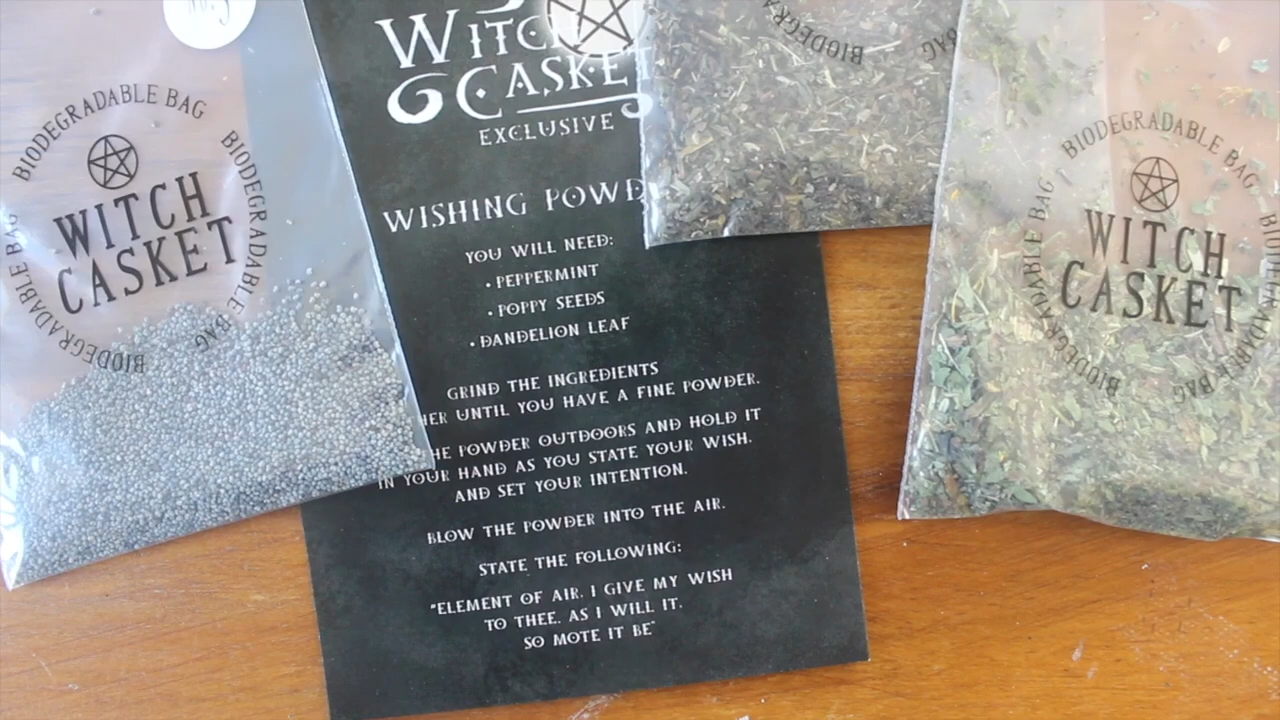 BIODEGRADABLE BAG
BIODEGRADABLE BAG
BIODEGRADABLE BAG
WITCH
CASKET
WITCH
CASKET
EXCLUSIVE
WISHING POWD
YOU WILL NEED:
• PEPPERMINT
• POPPY SEEDS
• DANDELION LEAF
GRIND THE INGREDIENTS
HER UNTIL YOU HAVE A FINE POWDER.
HE POWDER OUTDOORS AND HOLD IT
IN YOUR HAND AS YOU STATE YOUR WISH.
AND SET YOUR INTENTION.
BLOW THE POWDER INTO THE AIR.
STATE THE FOLLOWING:
"ELEMENT OF AIR, I GIVE MY WISH
TO THEE, AS I WILL IT.
SO MOTE IT BE"
BIODEGRA
BAG
BIODEGRADABLE BAG
BIODEGRADABLE BAG
WITCH
CASKET